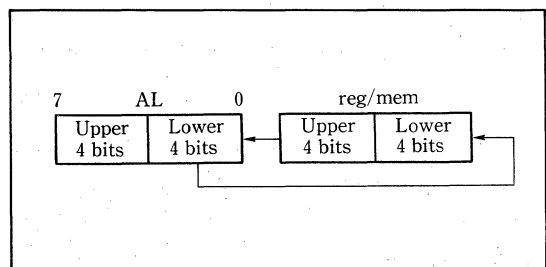 7 AL 0 reg/mem
Upper Lower Upper Lower
4 bits 4 bits 4 bits 4 bits